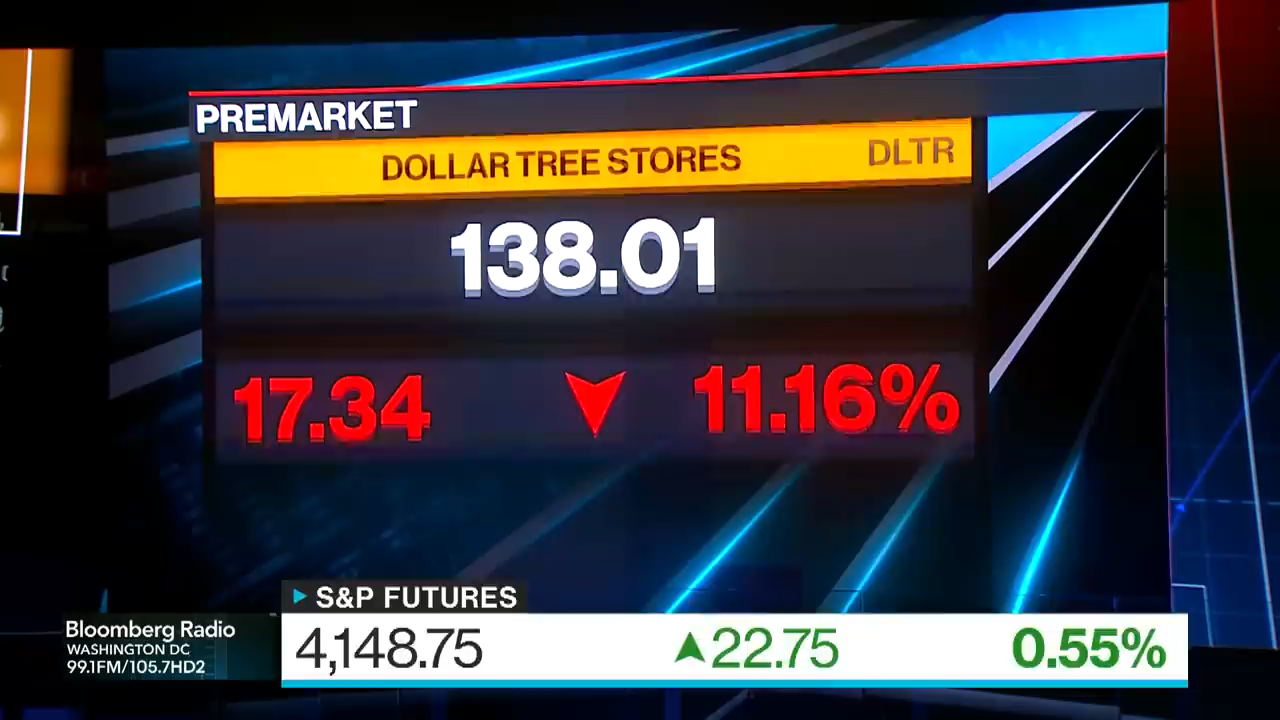 PREMARKET
DOLLAR TREE STORES DLTR
138.01
17.34 ▼ 11.16%
S&P FUTURES
4,148.75 ▲22.75 0.55%
Bloomberg Radio
WASHINGTON DC
99.1FM/105.7HD2